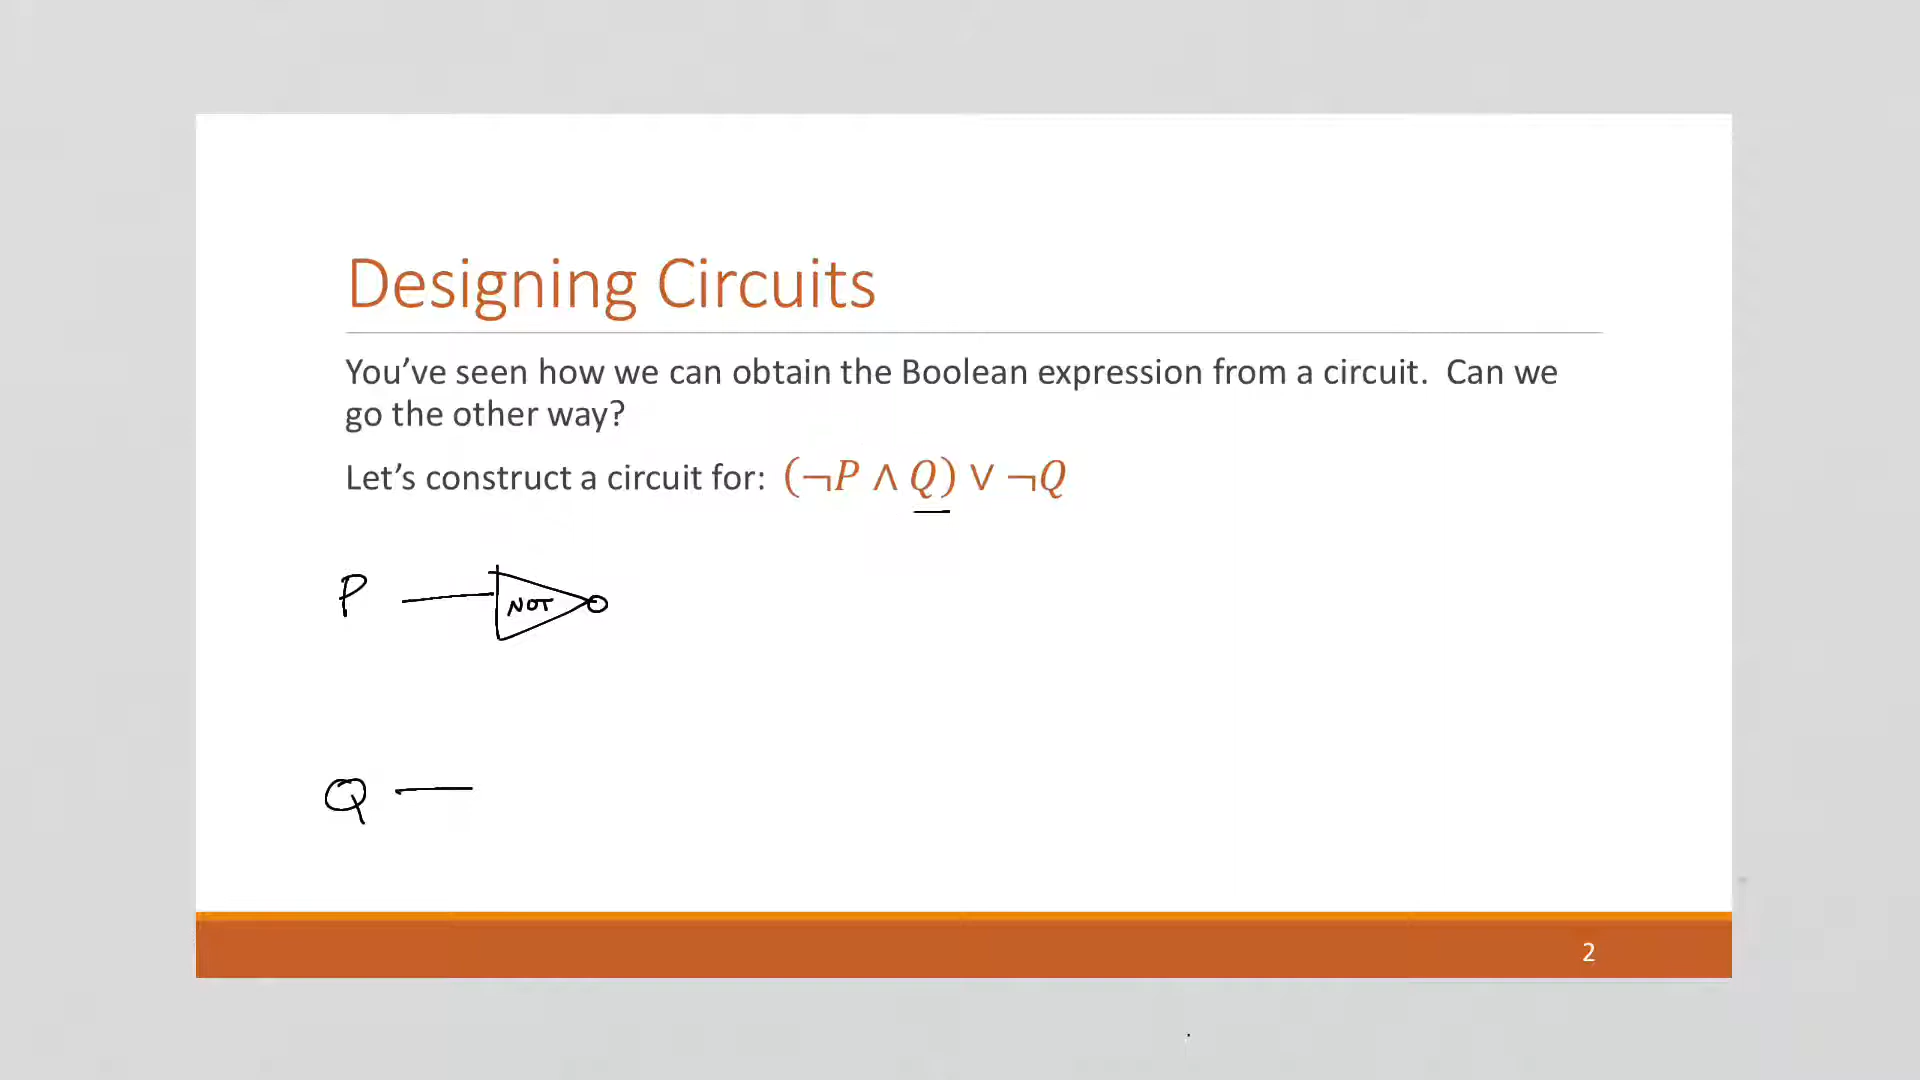 Designing Circuits
You’ve seen how we can obtain the Boolean expression from a circuit. Can we
go the other way?
Let’s construct a circuit for: (¬P ∧ Q) ∨ ¬Q
P NOT
Q
2